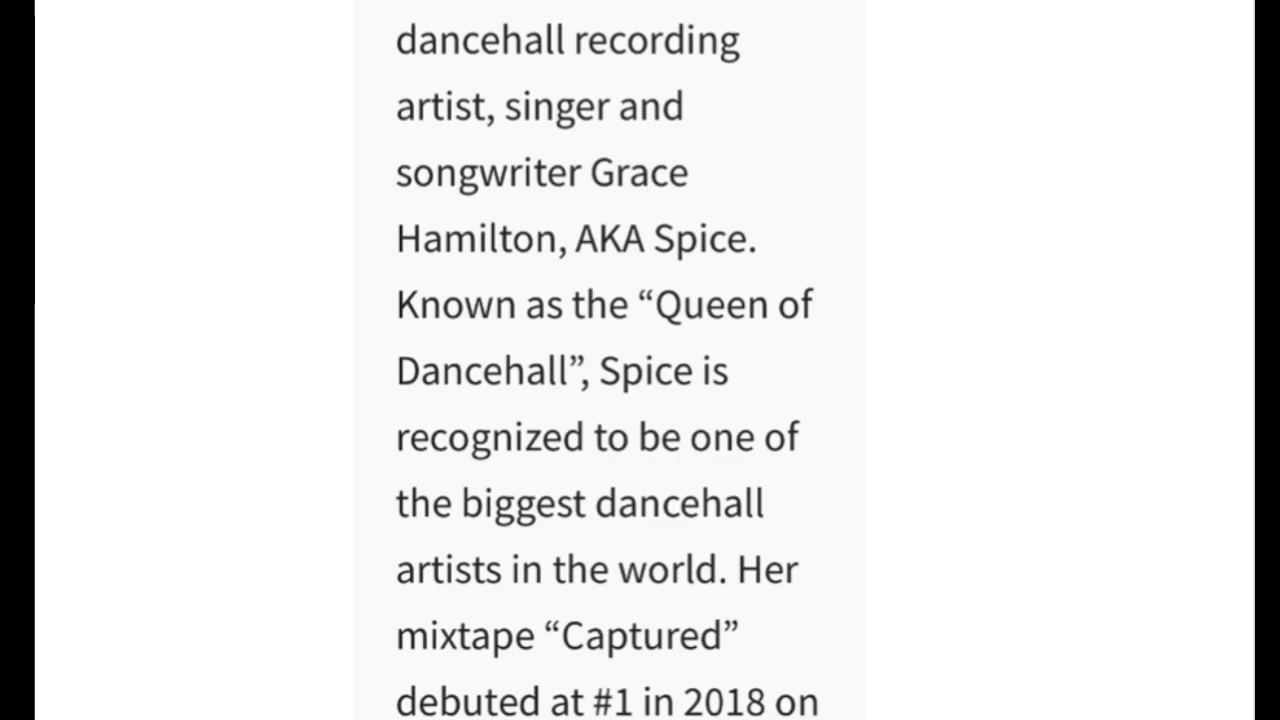 dancehall recording
artist, singer and
songwriter Grace
Hamilton, AKA Spice.
Known as the “Queen of
Dancehall”, Spice is
recognized to be one of
the biggest dancehall
artists in the world. Her
mixtape “Captured”
debuted at #1 in 2018 on